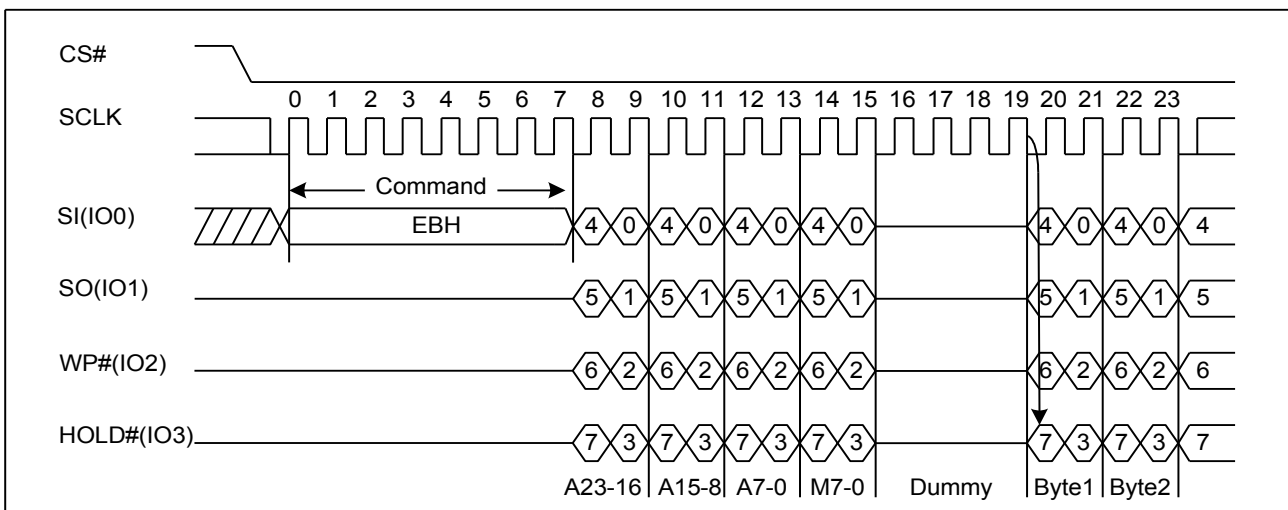 CS#
0 1 2 3 4 5 6 7 8 9 10 11 12 13 14 15 16 17 18 19 20 21 22 23
SCLK
Command
SI(IO0) EBH 4 0 4 0 4 0 4 0 4 0 4 0 4
SO(IO1) 5 1 5 1 5 1 5 1 5 1 5 1 5
WP#(IO2) 6 2 6 2 6 2 6 2 6 2 6 2 6
HOLD#(IO3) 7 3 7 3 7 3 7 3 7 3 7 3 7
A23-16 A15-8 A7-0 M7-0 Dummy Byte1 Byte2